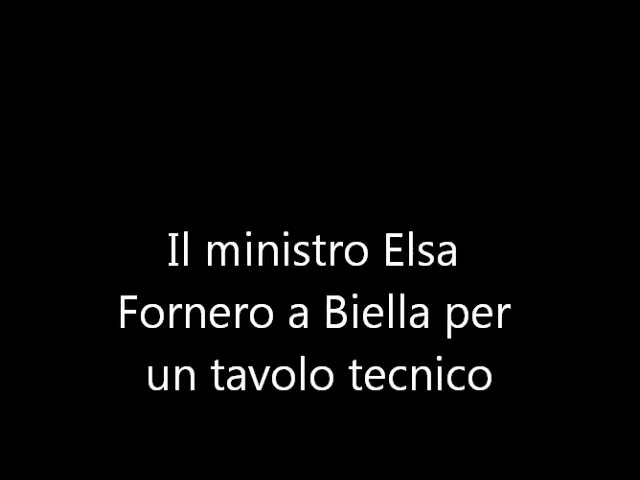 Il ministro Elsa
Fornero a Biella per
un tavolo tecnico